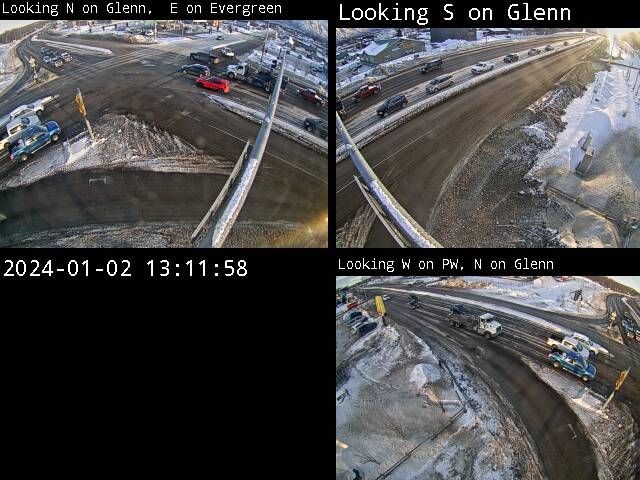 Looking N on Glenn,  E on Evergreen
Looking S on Glenn
2024-01-02 13:11:58
Looking W on PW, N on Glenn